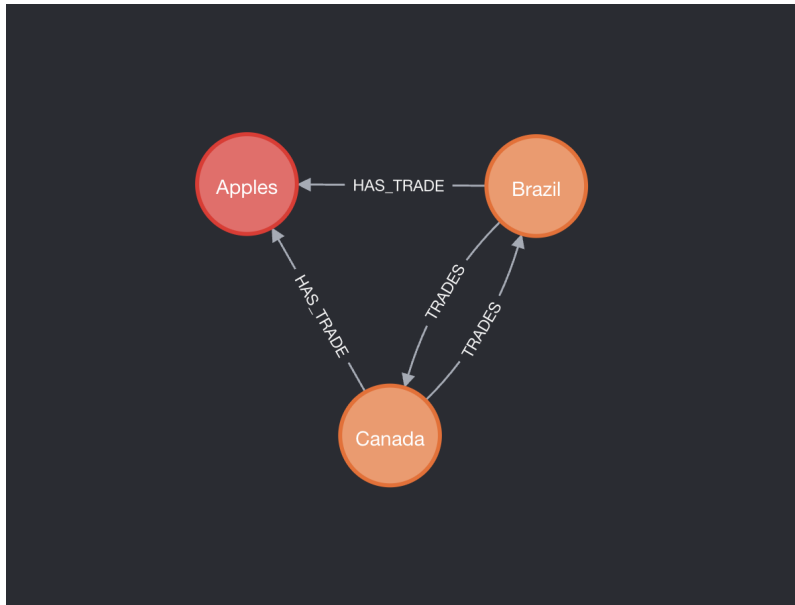 Apples
HAS_TRADE
Brazil
TRADES
HAS_TRADE
TRADES
Canada